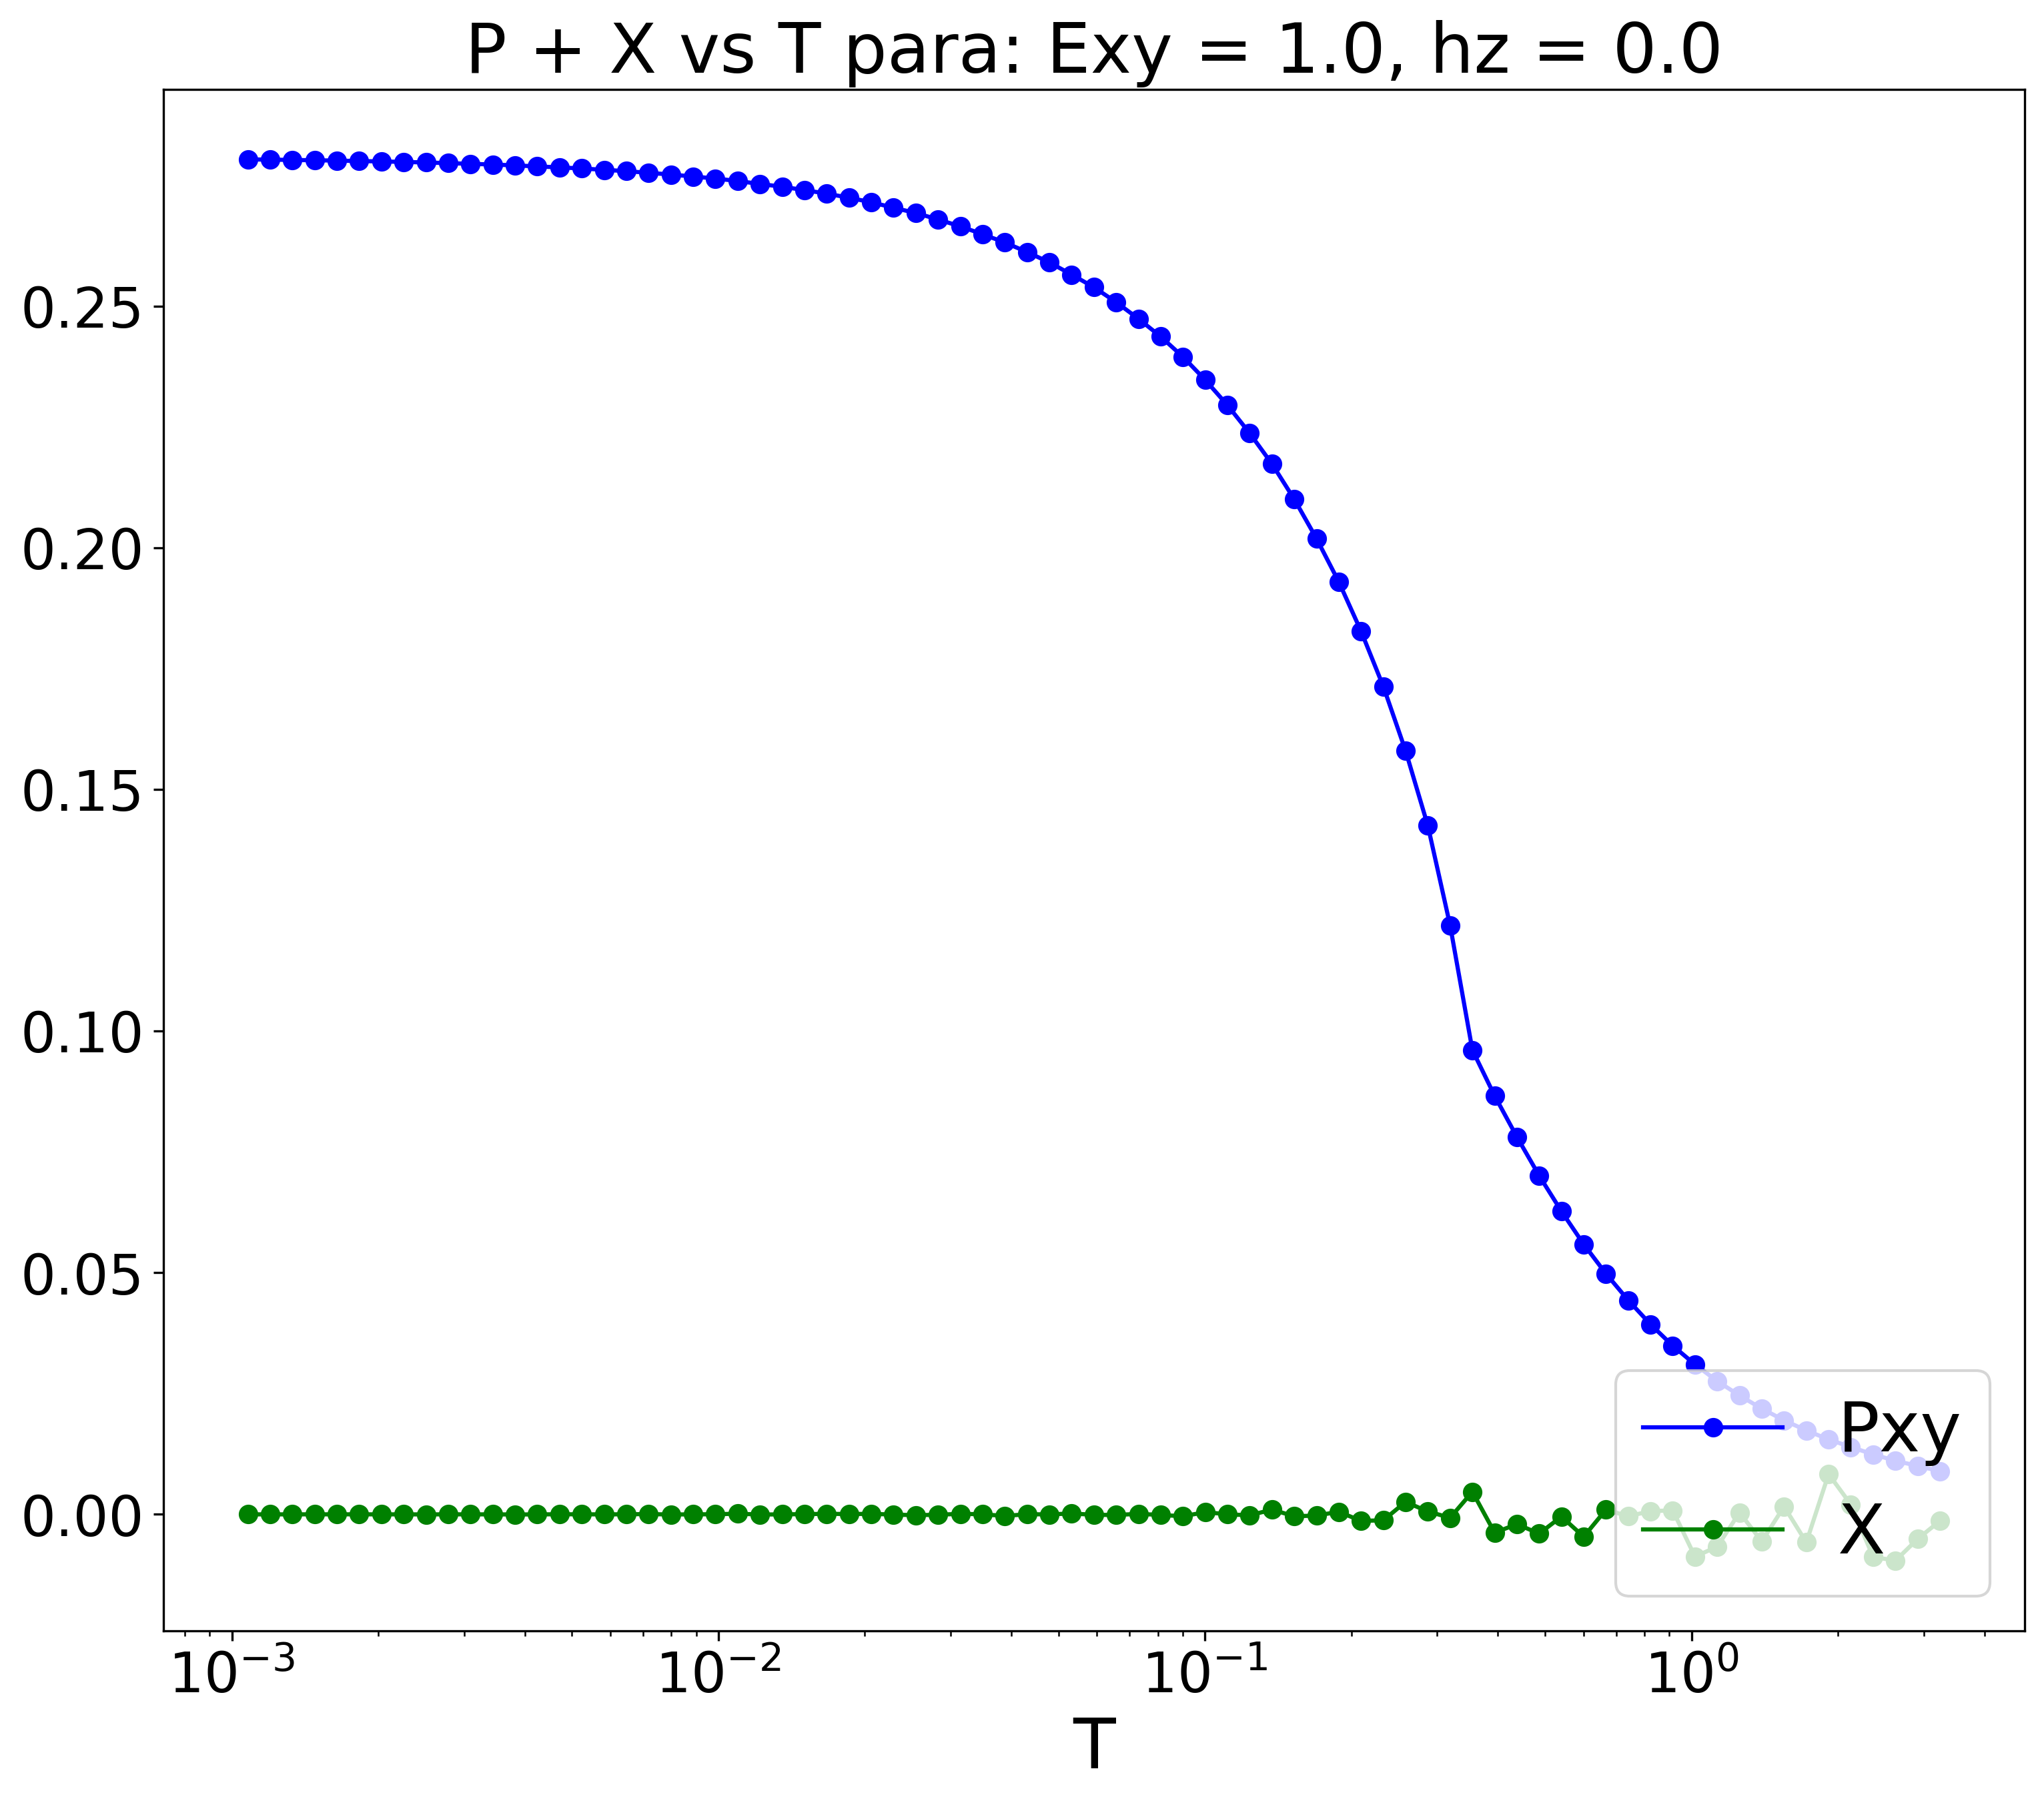 P + X vs T para: Exy = 1.0, hz = 0.0
0.25
0.20
0.15
0.10
0.05
0.00
Pxy
X
10⁻³ 10⁻² 10⁻¹ 10⁰
T